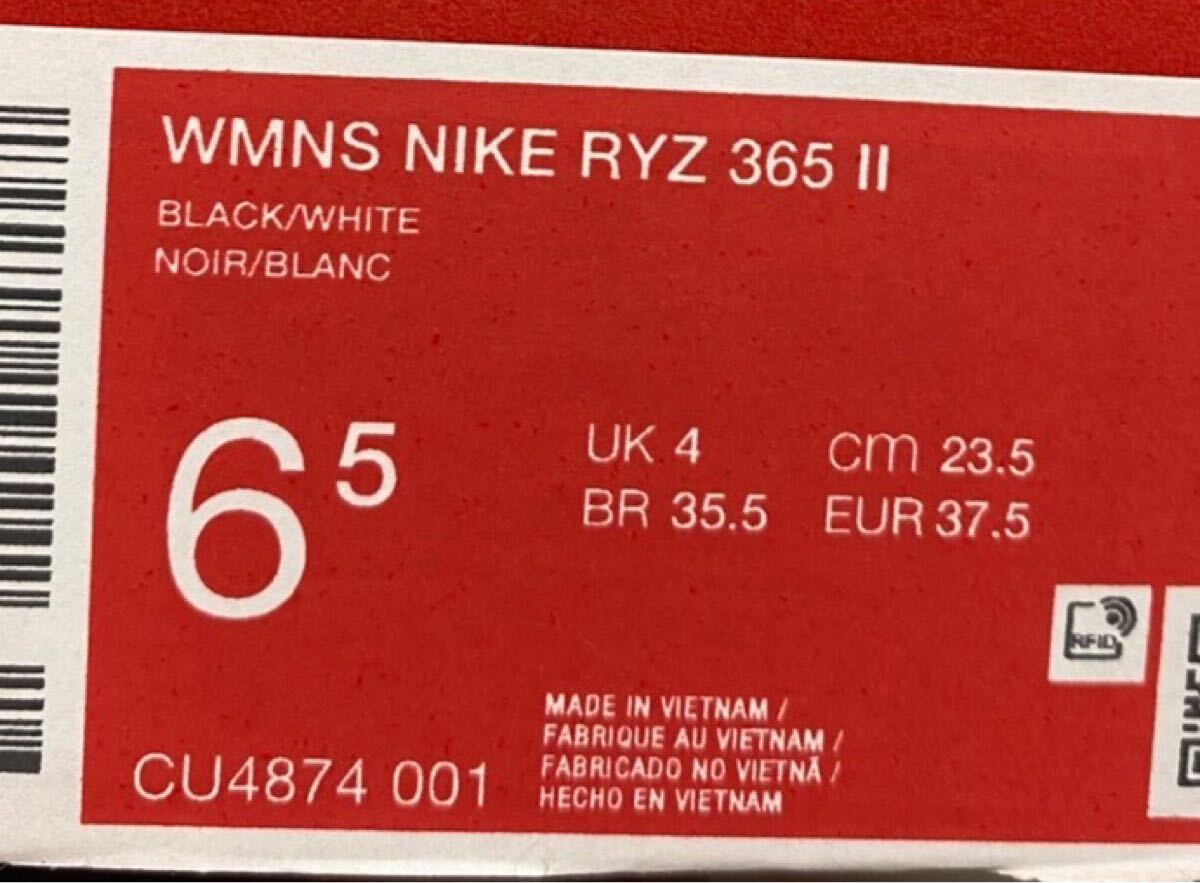 WMNS NIKE RYZ 365 II
BLACK/WHITE
NOIR/BLANC
6 5
UK 4 cm 23.5
BR 35.5 EUR 37.5
RFID
MADE IN VIETNAM /
FABRIQUE AU VIETNAM /
FABRICADO NO VIETNÃ /
HECHO EN VIETNAM
CU4874 001